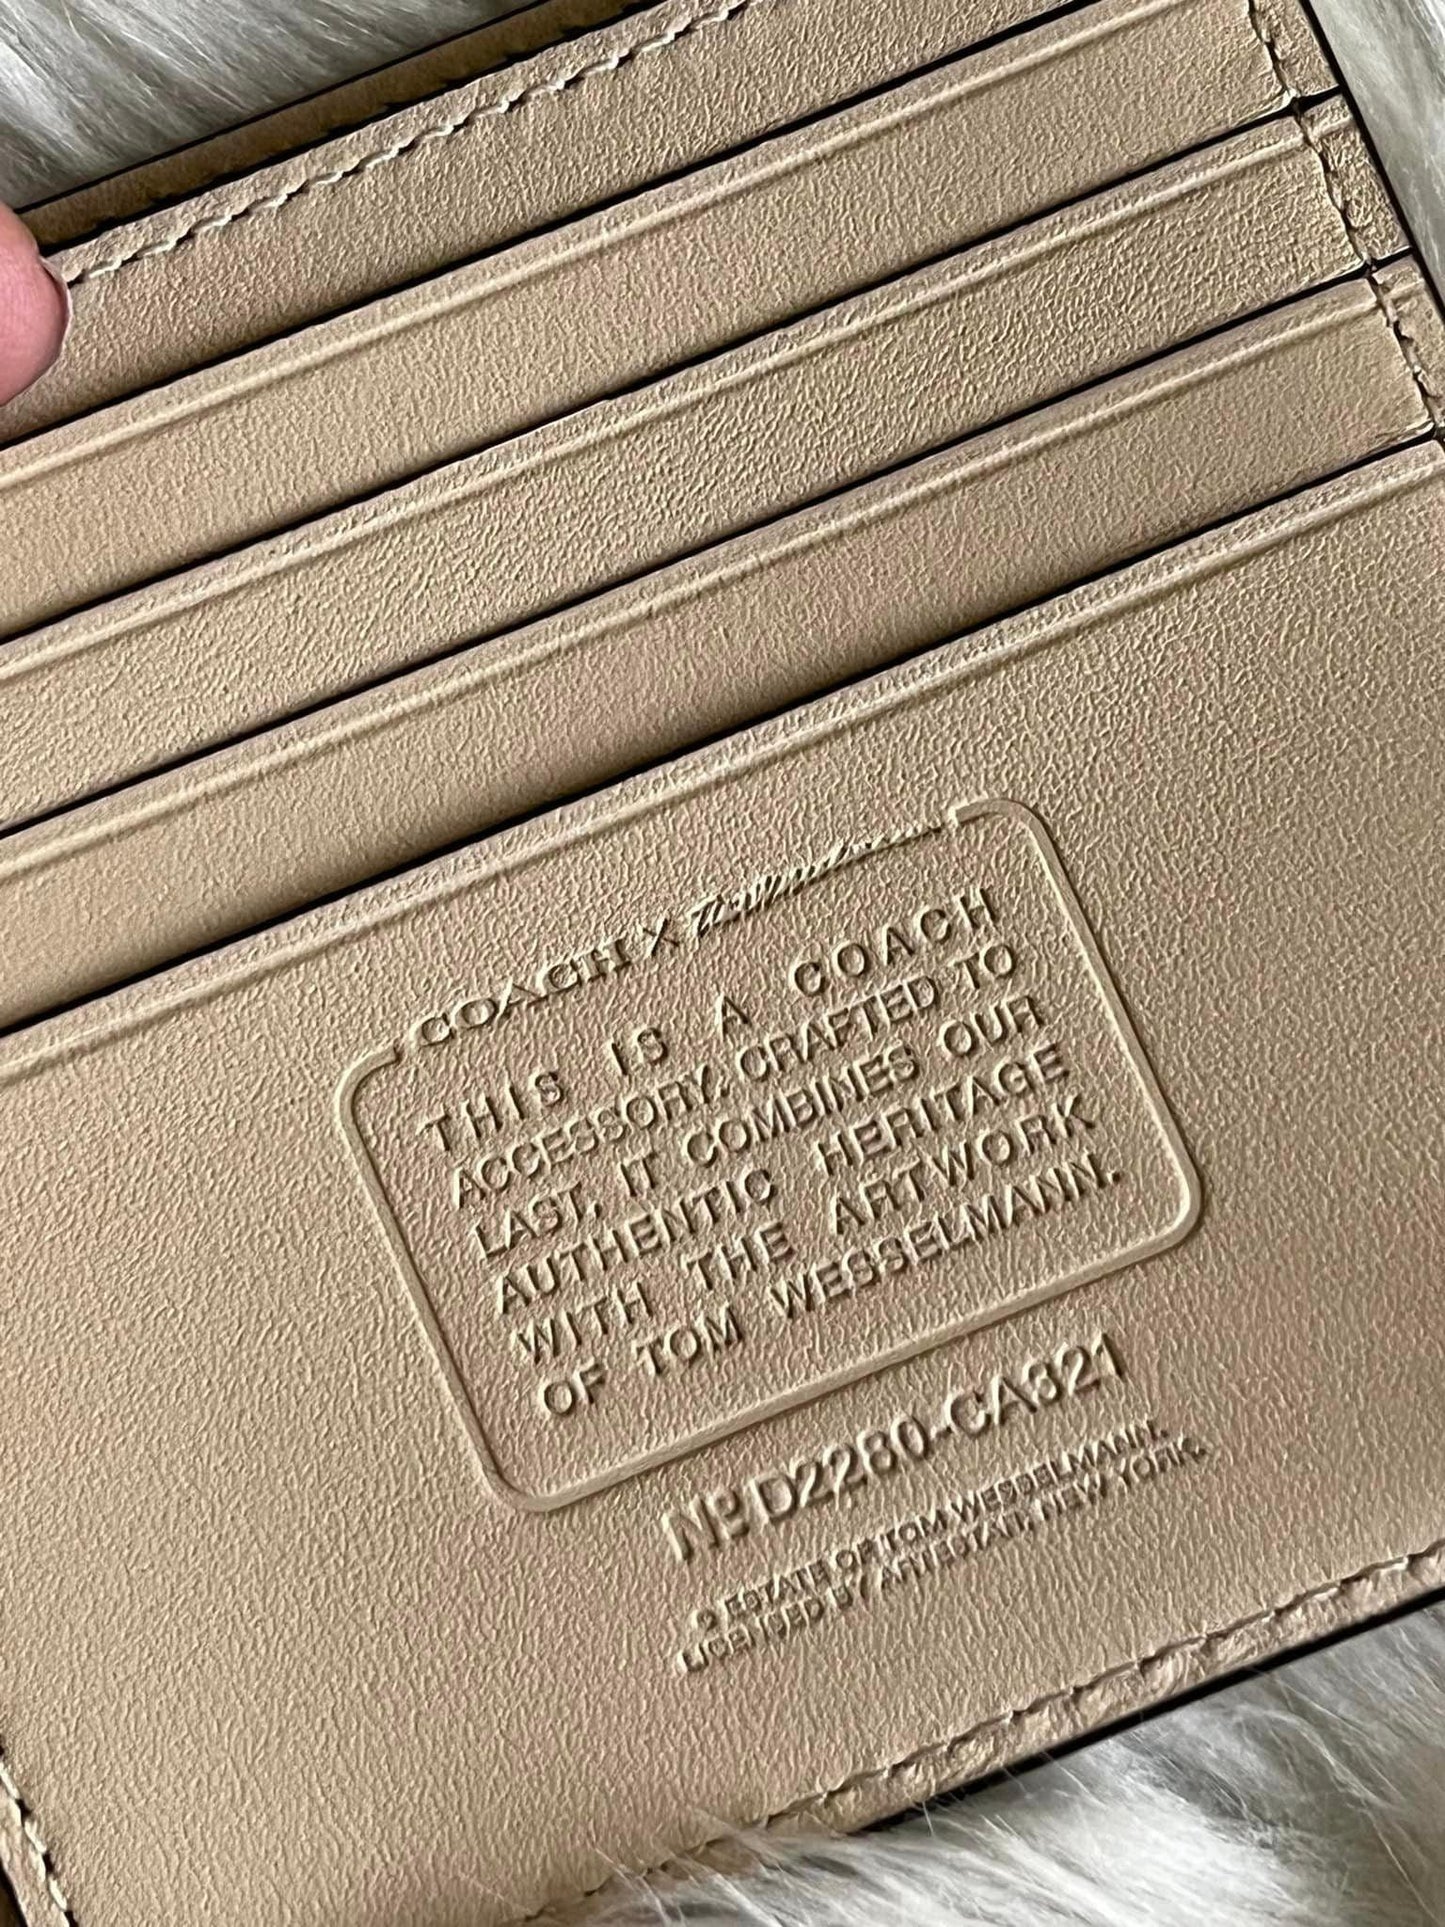 COACH ×
THIS IS A COACH
ACCESSORY, CRAFTED TO
LAST, IT COMBINES OUR
AUTHENTIC HERITAGE
WITH THE ARTWORK
OF TOM WESSELMANN.
Nº D2280-CA321
© ESTATE OF TOM WESSELMANN.
LICENSED BY ARTESTAR, NEW YORK.